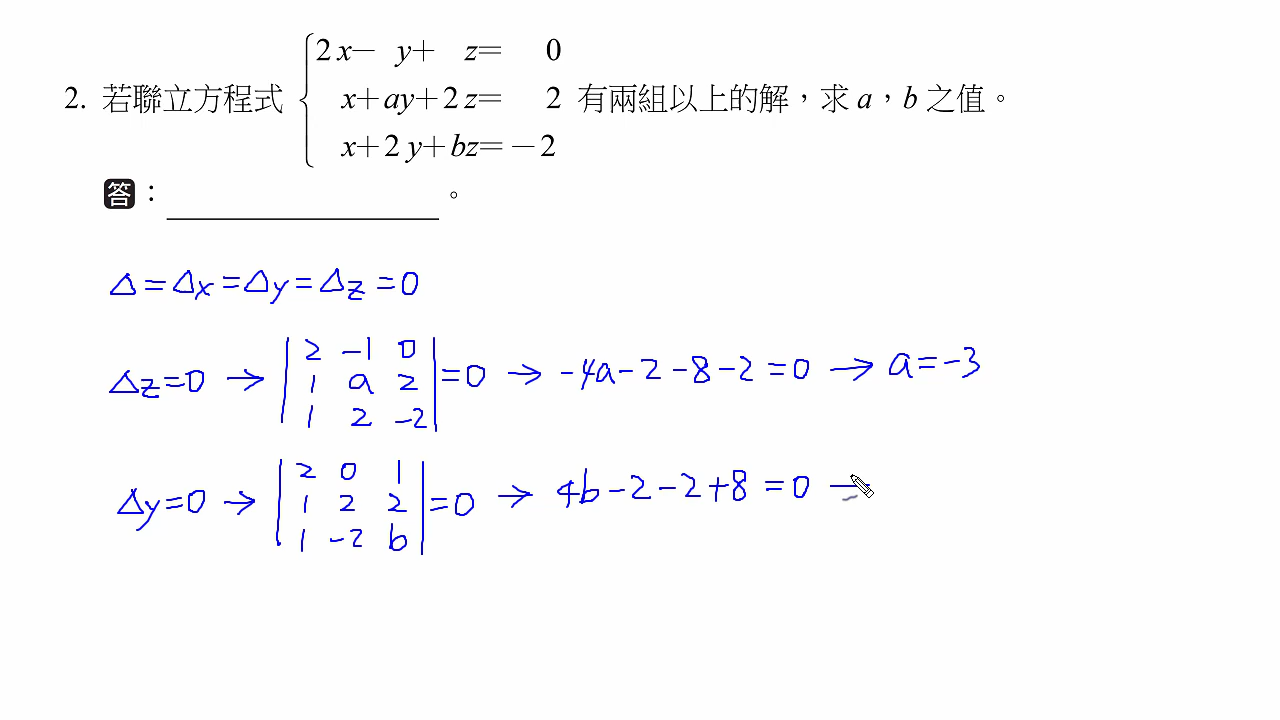 2. 若聯立方程式 { 2x－ y＋ z＝ 0
x＋ay＋2z＝ 2 有兩組以上的解，求 a，b 之值。
x＋2y＋bz＝－2
答：＿＿＿＿＿＿＿＿。
Δ=Δx=Δy=Δz=0
Δz=0 → | 2 -1 0 |
| 1 a 2 | =0 → -4a-2-8-2=0 → a=-3
| 1 2 -2 |
Δy=0 → | 2 0 1 |
| 1 2 2 | =0 → 4b-2-2+8=0 →
| 1 -2 b |